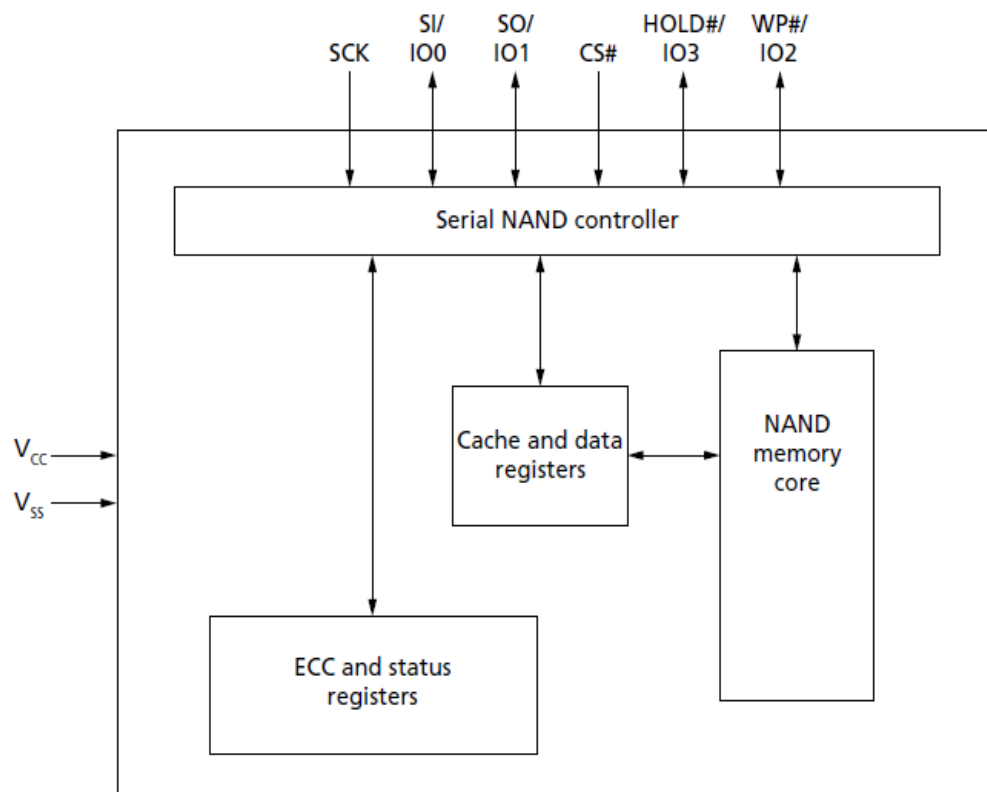 SCK
SI/
IO0
SO/
IO1
CS#
HOLD#/
IO3
WP#/
IO2
Serial NAND controller
Cache and data
registers
NAND
memory
core
VCC
VSS
ECC and status
registers